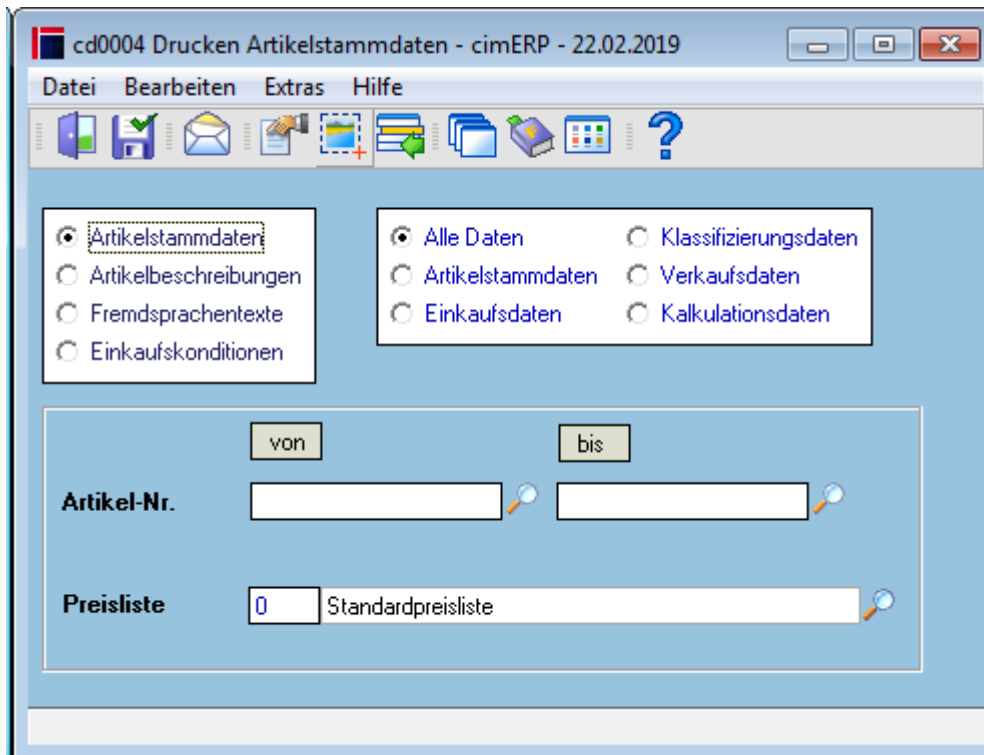 cd0004 Drucken Artikelstammdaten - cimERP - 22.02.2019
Datei Bearbeiten Extras Hilfe
Artikelstammdaten
Artikelbeschreibungen
Fremdsprachentexte
Einkaufskonditionen
Alle Daten Klassifizierungsdaten
Artikelstammdaten Verkaufsdaten
Einkaufsdaten Kalkulationsdaten
von bis
Artikel-Nr.
Preisliste 0 Standardpreisliste